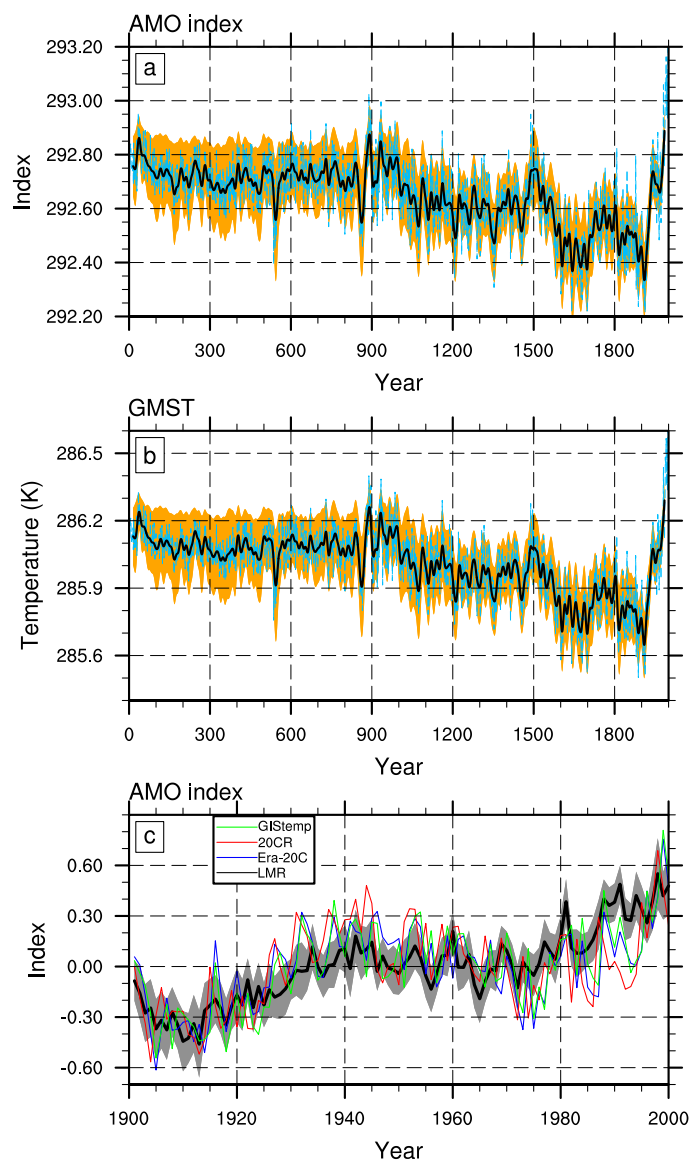 AMO index
293.20
a
293.00
292.80
Index
292.60
292.40
292.20
0 300 600 900 1200 1500 1800
Year
GMST
b
286.5
286.2
Temperature (K)
285.9
285.6
0 300 600 900 1200 1500 1800
Year
AMO index
c
GIStemp
20CR
Era-20C
LMR
0.60
0.30
Index
0.00
-0.30
-0.60
1900 1920 1940 1960 1980 2000
Year